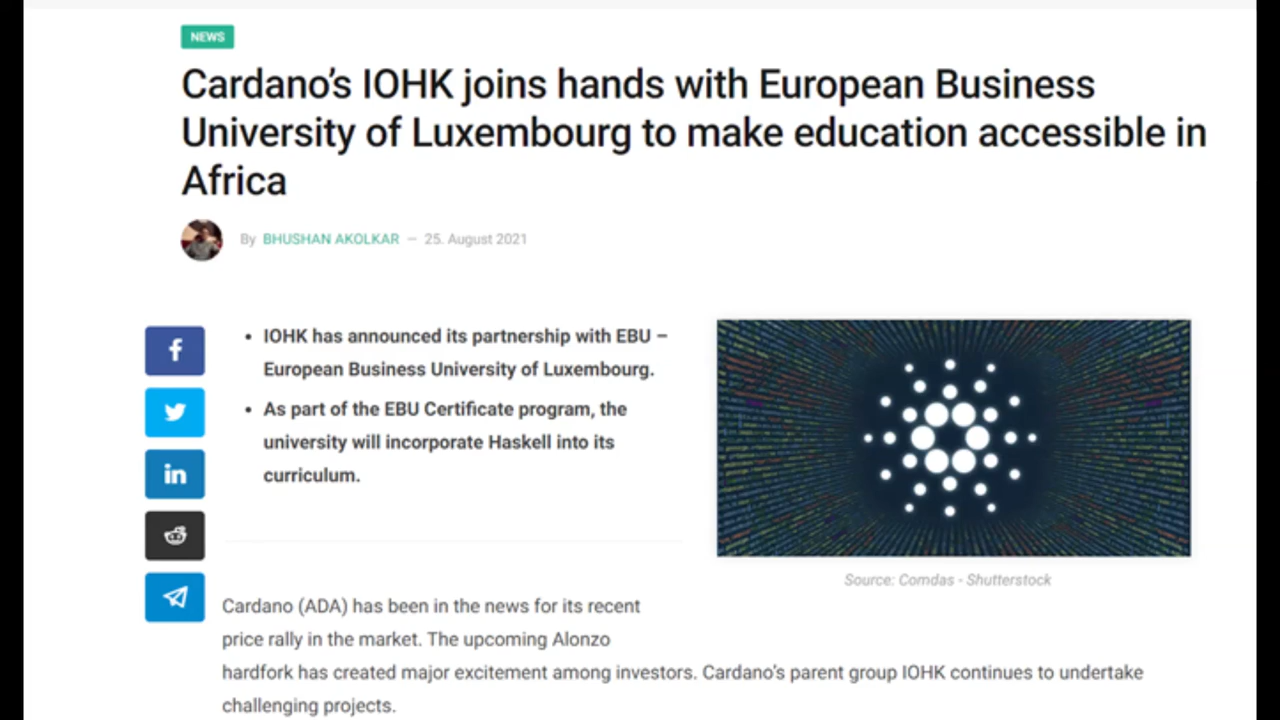 NEWS
Cardano’s IOHK joins hands with European Business
University of Luxembourg to make education accessible in
Africa
By BHUSHAN AKOLKAR — 25. August 2021
• IOHK has announced its partnership with EBU –
European Business University of Luxembourg.
• As part of the EBU Certificate program, the
university will incorporate Haskell into its
curriculum.
Source: Comdas - Shutterstock
Cardano (ADA) has been in the news for its recent
price rally in the market. The upcoming Alonzo
hardfork has created major excitement among investors. Cardano’s parent group IOHK continues to undertake
challenging projects.